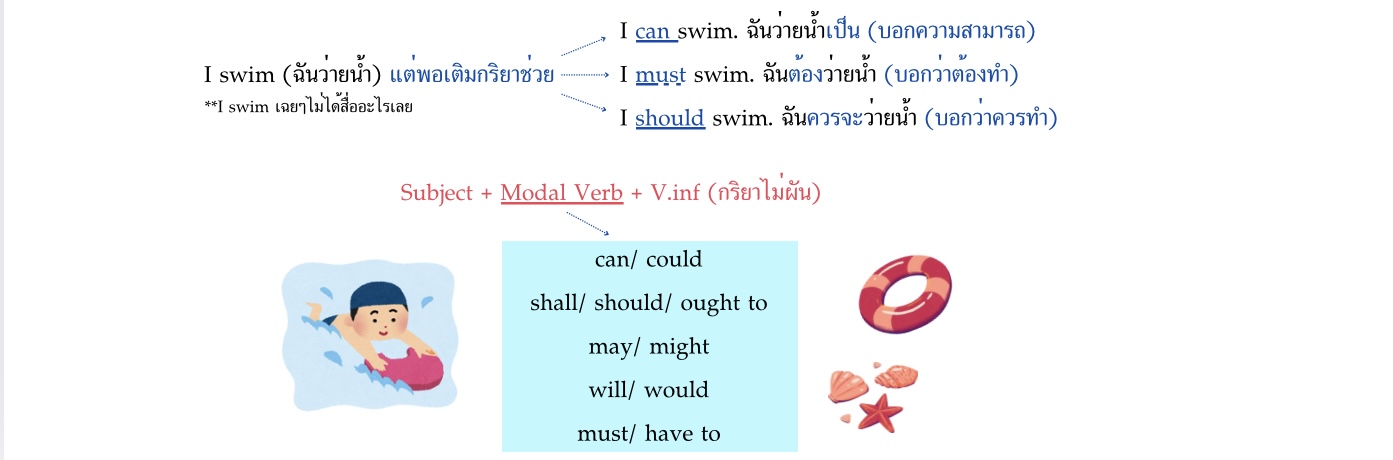 I can swim. ฉันว่ายน้ำเป็น (บอกความสามารถ)
I swim (ฉันว่ายน้ำ) แต่พอเติมกริยาช่วย
I must swim. ฉันต้องว่ายน้ำ (บอกว่าต้องทำ)
**I swim เฉยๆไม่ได้สื่ออะไรเลย
I should swim. ฉันควรจะว่ายน้ำ (บอกว่าควรทำ)
Subject + Modal Verb + V.inf (กริยาไม่ผัน)
can/ could
shall/ should/ ought to
may/ might
will/ would
must/ have to